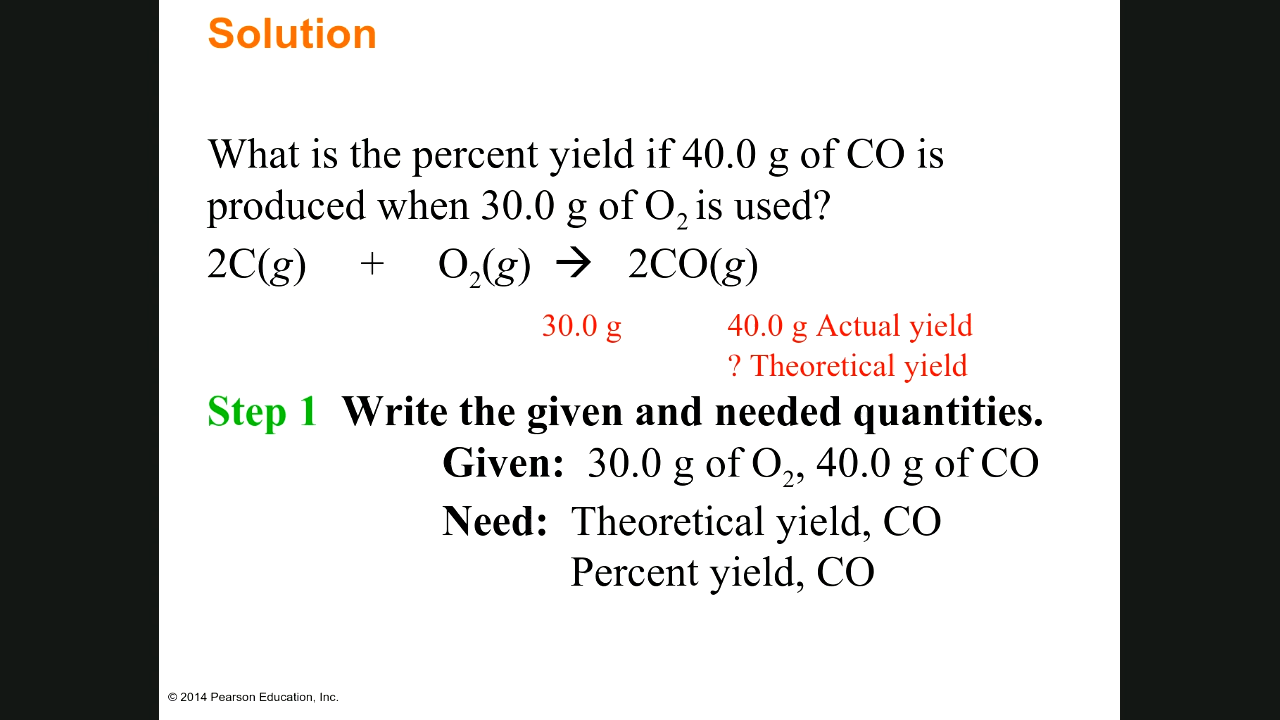 Solution
What is the percent yield if 40.0 g of CO is
produced when 30.0 g of O₂ is used?
2C(g) + O₂(g) → 2CO(g)
30.0 g 40.0 g Actual yield
? Theoretical yield
Step 1 Write the given and needed quantities.
Given: 30.0 g of O₂, 40.0 g of CO
Need: Theoretical yield, CO
Percent yield, CO
© 2014 Pearson Education, Inc.